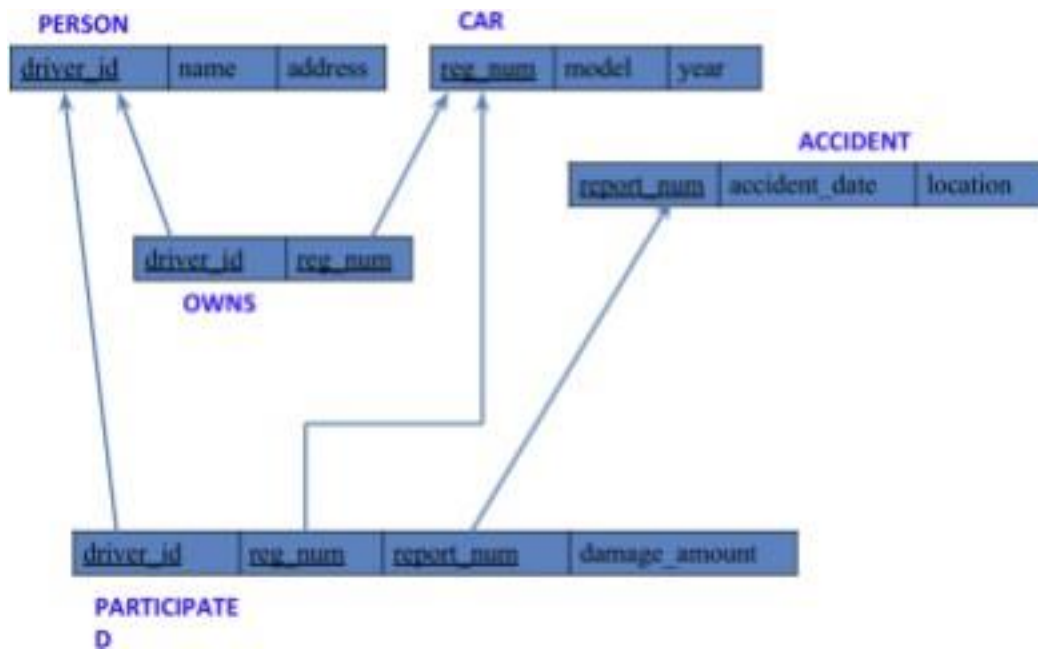 PERSON
CAR
driver_id name address
reg_num model year
ACCIDENT
report_num accident_date location
driver_id reg_num
OWNS
driver_id reg_num report_num damage_amount
PARTICIPATE
D